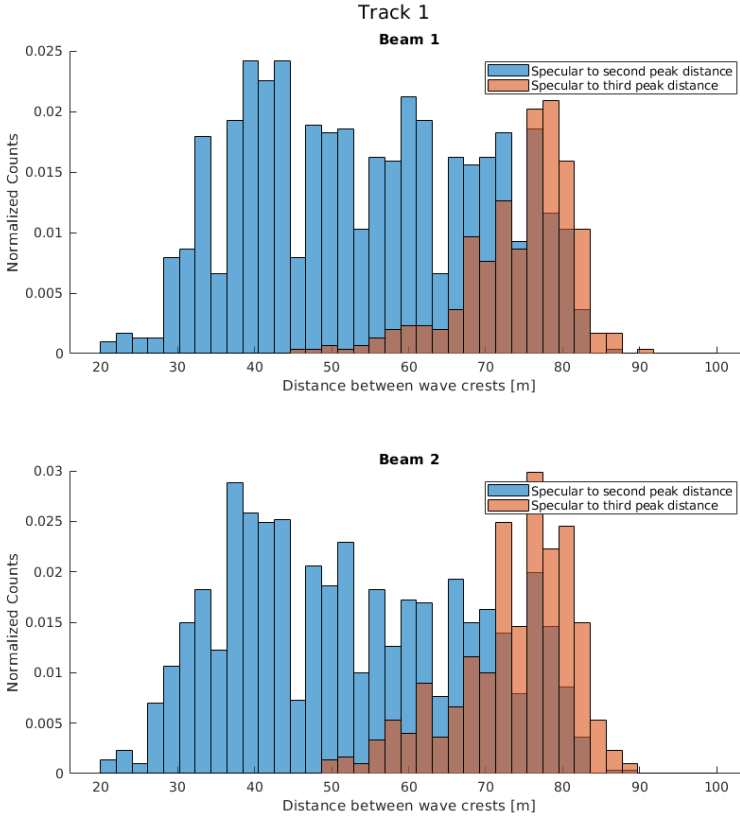 Track 1
Beam 1
0.025
0.02
0.015
0.01
0.005
0
Normalized Counts
Specular to second peak distance
Specular to third peak distance
20 30 40 50 60 70 80 90 100
Distance between wave crests [m]
Beam 2
0.03
0.025
0.02
0.015
0.01
0.005
0
Normalized Counts
Specular to second peak distance
Specular to third peak distance
20 30 40 50 60 70 80 90 100
Distance between wave crests [m]